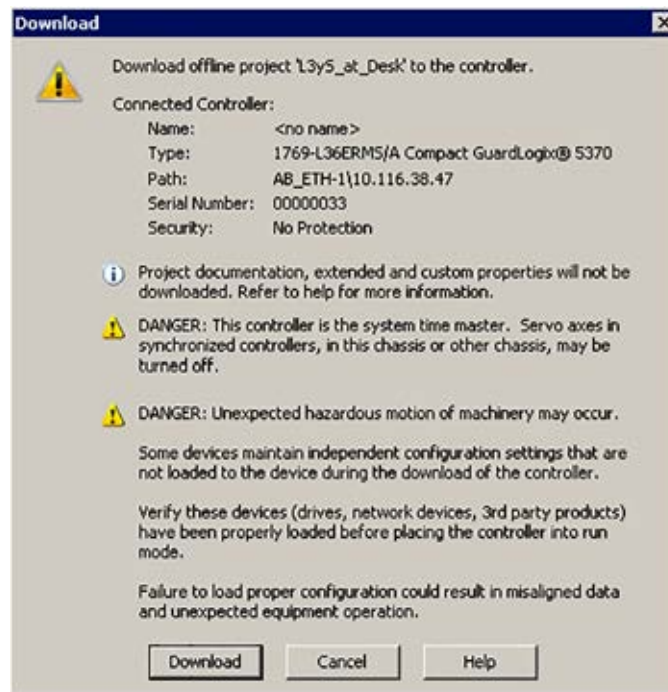 Download
Download offline project 'L3y5_at_Desk' to the controller.
Connected Controller:
Name: <no name>
Type: 1769-L36ERMS/A Compact GuardLogix® 5370
Path: AB_ETH-1\10.116.38.47
Serial Number: 00000033
Security: No Protection
Project documentation, extended and custom properties will not be
downloaded. Refer to help for more information.
DANGER: This controller is the system time master. Servo axes in
synchronized controllers, in this chassis or other chassis, may be
turned off.
DANGER: Unexpected hazardous motion of machinery may occur.
Some devices maintain independent configuration settings that are
not loaded to the device during the download of the controller.
Verify these devices (drives, network devices, 3rd party products)
have been properly loaded before placing the controller into run
mode.
Failure to load proper configuration could result in misaligned data
and unexpected equipment operation.
Download Cancel Help